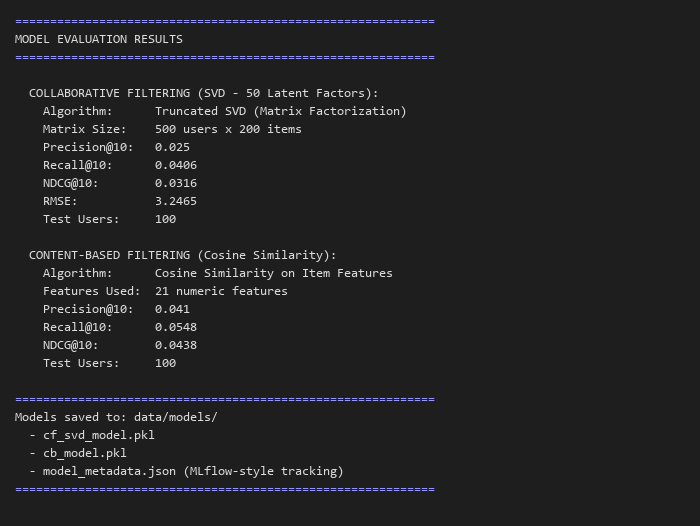 ============================================================
MODEL EVALUATION RESULTS
============================================================
COLLABORATIVE FILTERING (SVD - 50 Latent Factors):
Algorithm: Truncated SVD (Matrix Factorization)
Matrix Size: 500 users x 200 items
Precision@10: 0.025
Recall@10: 0.0406
NDCG@10: 0.0316
RMSE: 3.2465
Test Users: 100
CONTENT-BASED FILTERING (Cosine Similarity):
Algorithm: Cosine Similarity on Item Features
Features Used: 21 numeric features
Precision@10: 0.041
Recall@10: 0.0548
NDCG@10: 0.0438
Test Users: 100
============================================================
Models saved to: data/models/
- cf_svd_model.pkl
- cb_model.pkl
- model_metadata.json (MLflow-style tracking)
============================================================